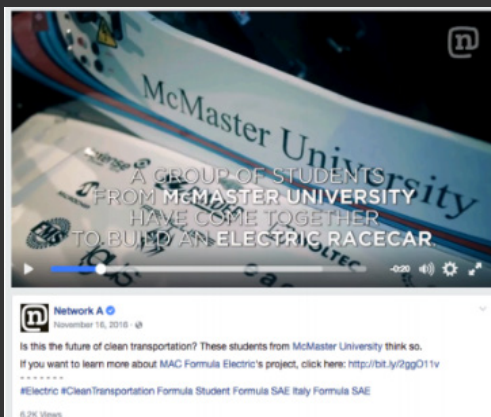 McMaster University
A GROUP OF STUDENTS
FROM McMASTER UNIVERSITY
HAVE COME TOGETHER
TO BUILD AN ELECTRIC RACECAR.
-0:20
Network A
November 16, 2016
Is this the future of clean transportation? These students from McMaster University think so.
If you want to learn more about MAC Formula Electric's project, click here: http://bit.ly/2ggO11v
- - - - - - -
#Electric #CleanTransportation Formula Student Formula SAE Italy Formula SAE
6.2K Views